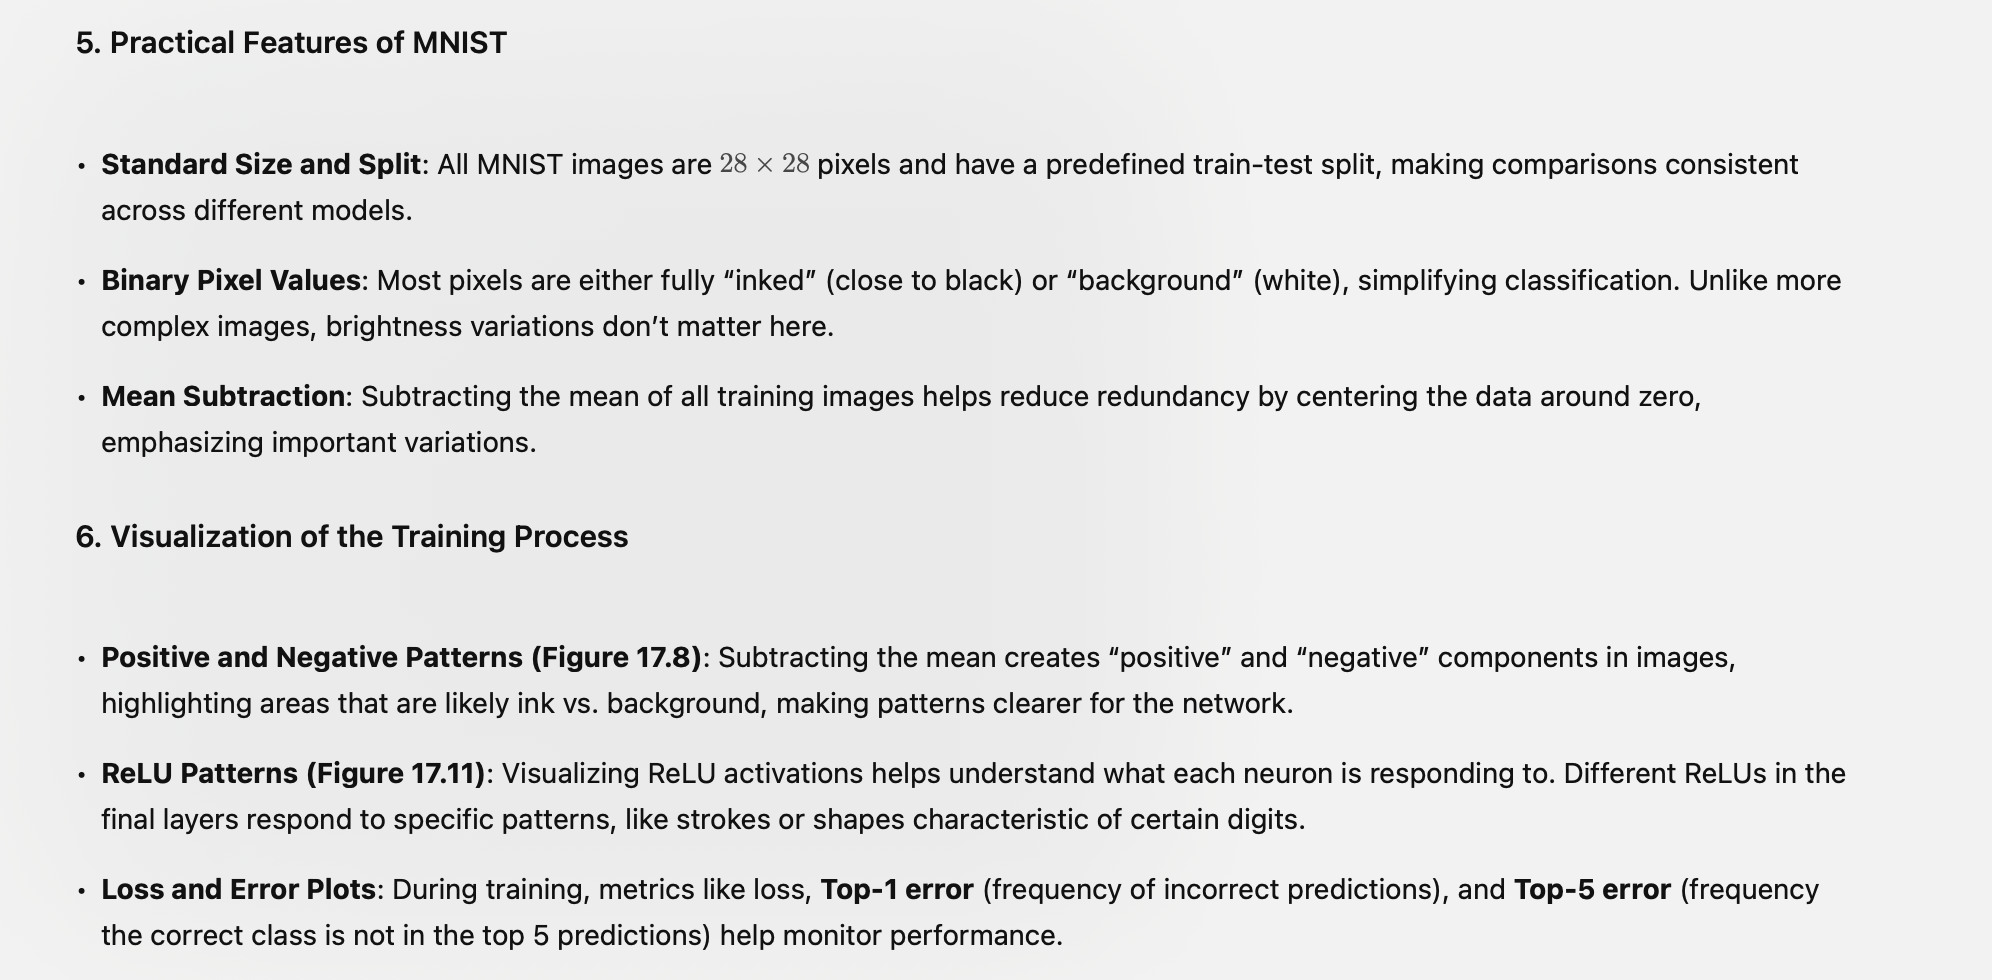 5. Practical Features of MNIST
• Standard Size and Split: All MNIST images are 28 × 28 pixels and have a predefined train-test split, making comparisons consistent
across different models.
• Binary Pixel Values: Most pixels are either fully “inked” (close to black) or “background” (white), simplifying classification. Unlike more
complex images, brightness variations don’t matter here.
• Mean Subtraction: Subtracting the mean of all training images helps reduce redundancy by centering the data around zero,
emphasizing important variations.
6. Visualization of the Training Process
• Positive and Negative Patterns (Figure 17.8): Subtracting the mean creates “positive” and “negative” components in images,
highlighting areas that are likely ink vs. background, making patterns clearer for the network.
• ReLU Patterns (Figure 17.11): Visualizing ReLU activations helps understand what each neuron is responding to. Different ReLUs in the
final layers respond to specific patterns, like strokes or shapes characteristic of certain digits.
• Loss and Error Plots: During training, metrics like loss, Top-1 error (frequency of incorrect predictions), and Top-5 error (frequency
the correct class is not in the top 5 predictions) help monitor performance.